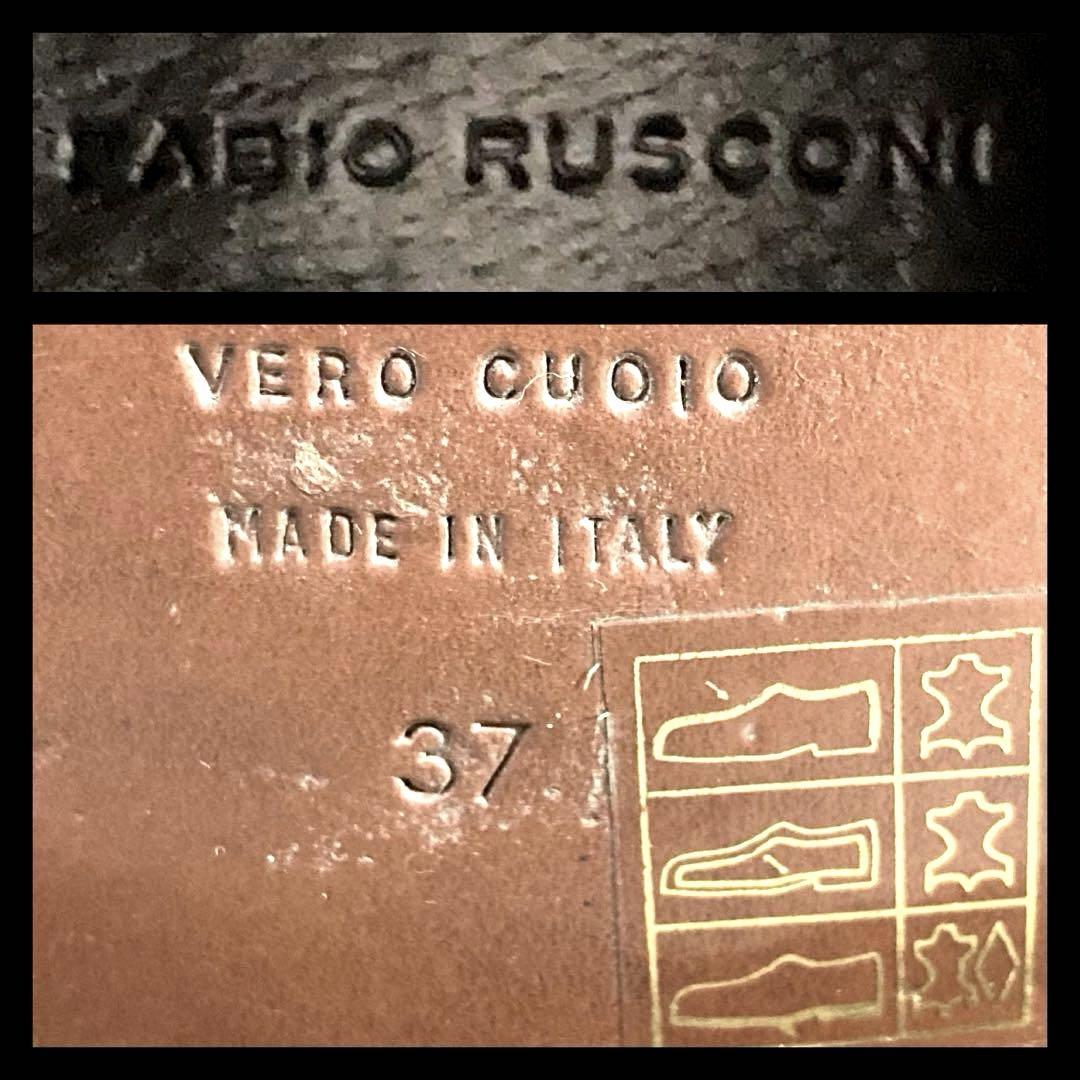 FABIO RUSCONI
VERO CUOIO
MADE IN ITALY
37